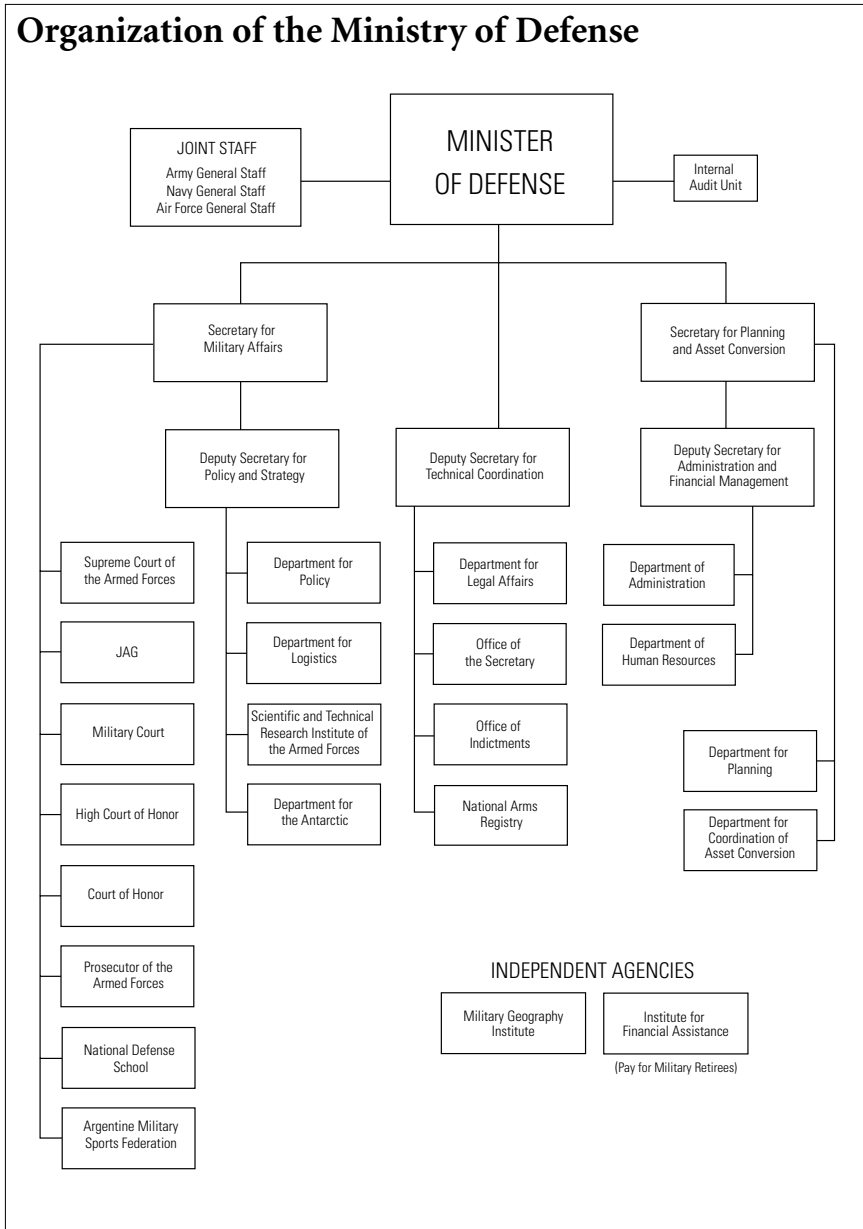 Organization of the Ministry of Defense
JOINT STAFF
Army General Staff
Navy General Staff
Air Force General Staff
MINISTER
OF DEFENSE
Internal
Audit Unit
Secretary for
Military Affairs
Secretary for Planning
and Asset Conversion
Deputy Secretary for
Policy and Strategy
Deputy Secretary for
Technical Coordination
Deputy Secretary for
Administration and
Financial Management
Supreme Court of
the Armed Forces
JAG
Military Court
High Court of Honor
Court of Honor
Prosecutor of the
Armed Forces
National Defense
School
Argentine Military
Sports Federation
Department for
Policy
Department for
Logistics
Scientific and Technical
Research Institute of
the Armed Forces
Department for
the Antarctic
Department for
Legal Affairs
Office of
the Secretary
Office of
Indictments
National Arms
Registry
Department of
Administration
Department of
Human Resources
Department for
Planning
Department for
Coordination of
Asset Conversion
INDEPENDENT AGENCIES
Military Geography
Institute
Institute for
Financial Assistance
(Pay for Military Retirees)